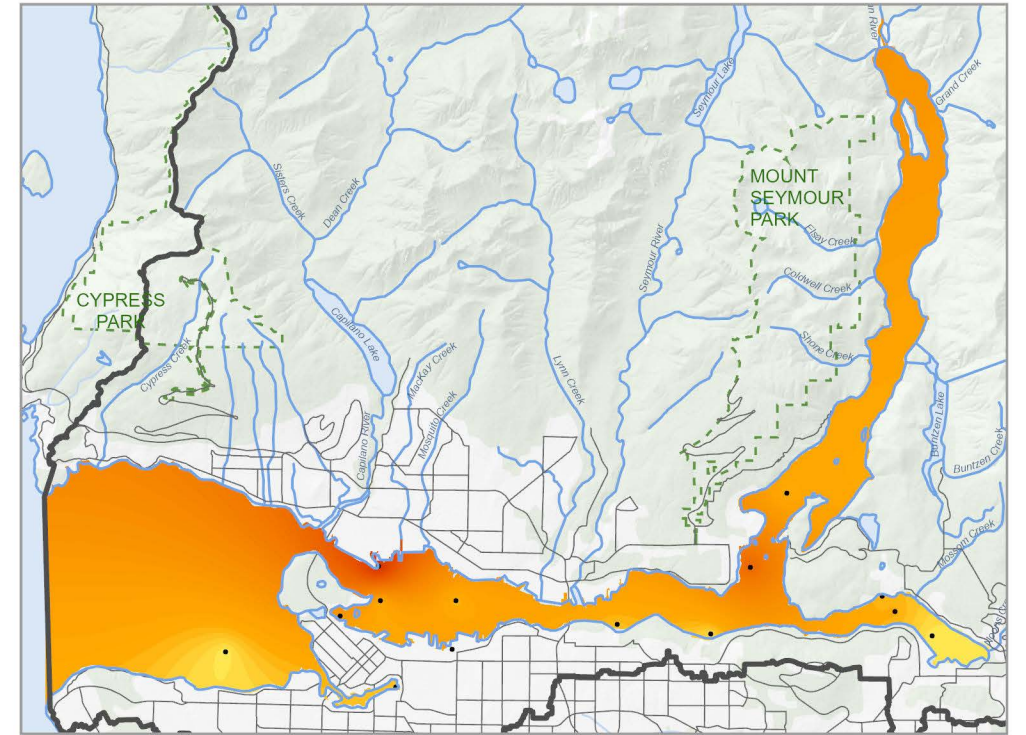 River
Grand Creek
Seymour Lake
MOUNT
SEYMOUR
PARK
Sisters Creek
Dean Creek
Elsay Creek
Seymour River
Coldwell Creek
CYPRESS
PARK
Capilano Lake
Shone Creek
Cypress Creek
MacKay Creek
Lynn Creek
Mosquito Creek
Buntzen Lake
Capilano River
Buntzen Creek
Mossom Creek